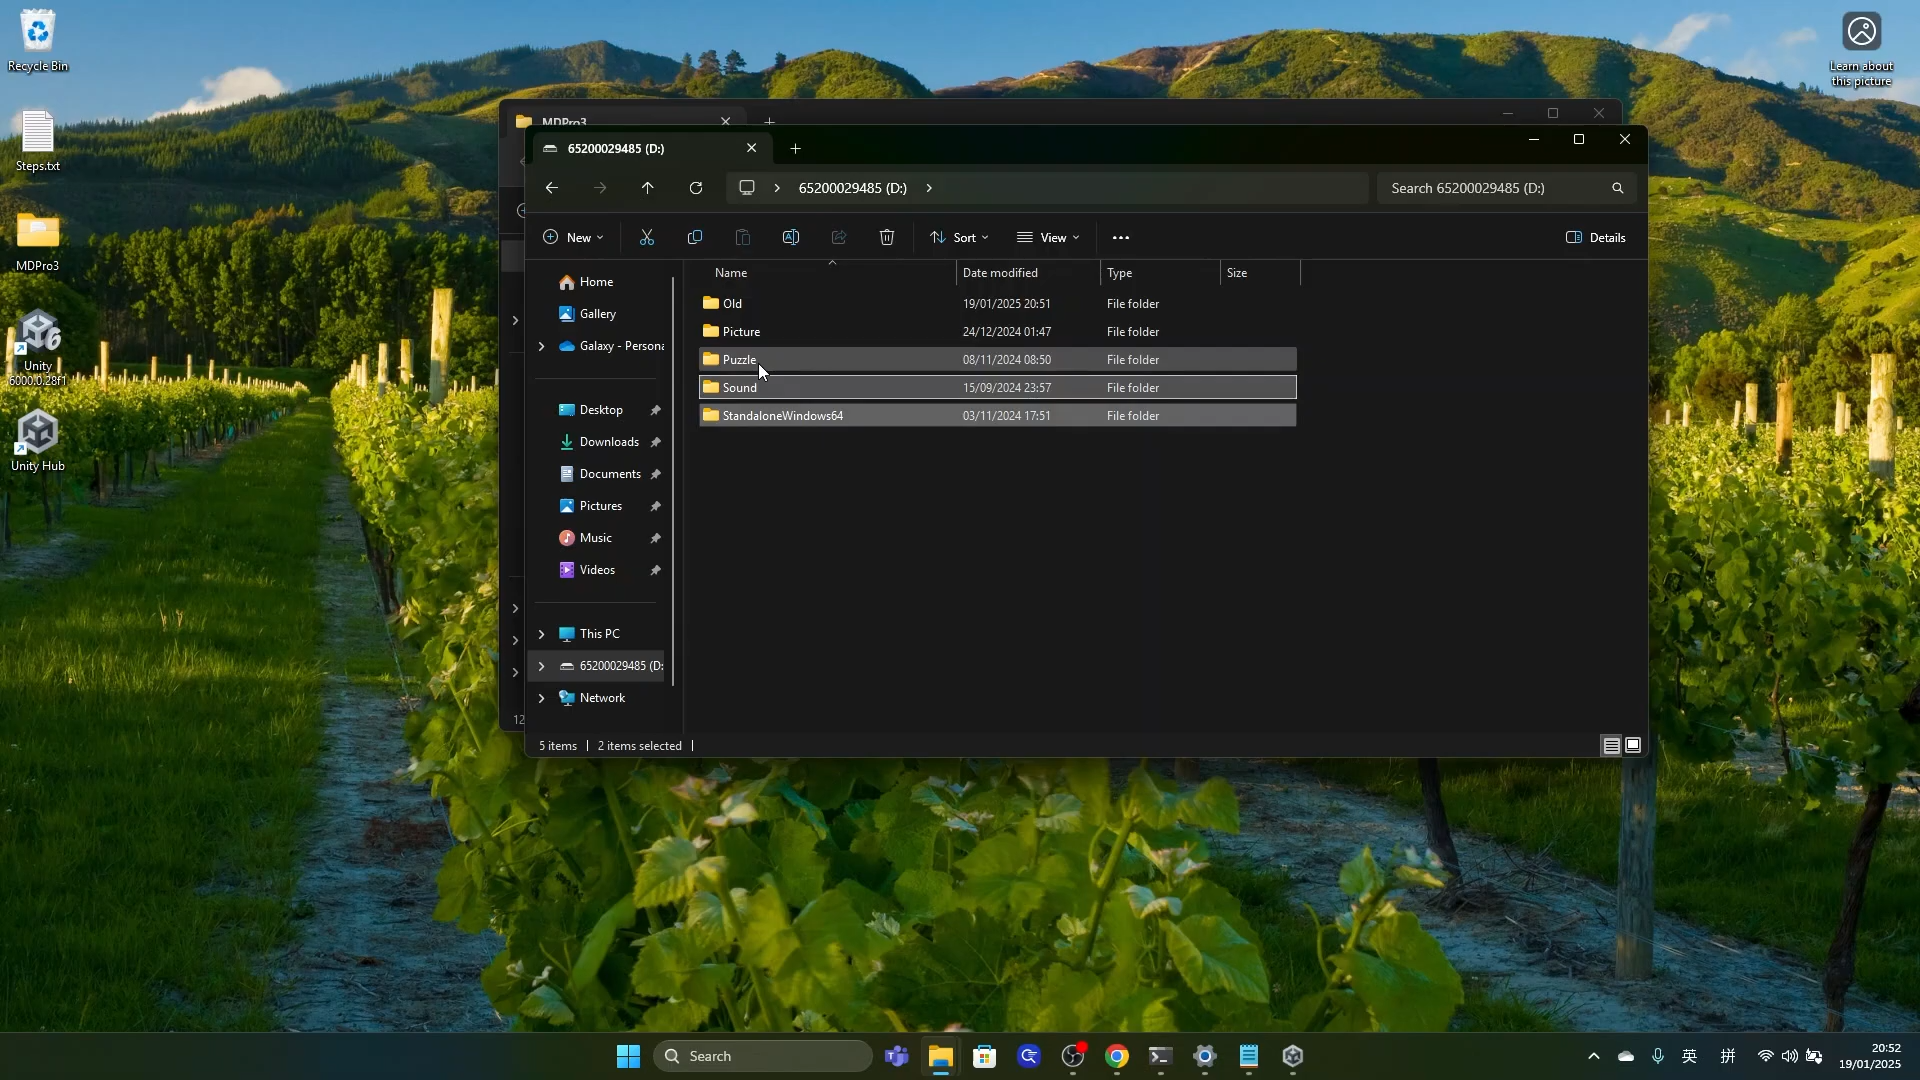 Recycle Bin
Steps.txt
MDPro3
Unity
6000.0.28f1
Unity Hub
Learn about
this picture
MDPro3
65200029485 (D:)
65200029485 (D:)
Search 65200029485 (D:)
New
Sort
View
Details
Home
Gallery
Galaxy - Persona
Desktop
Downloads
Documents
Pictures
Music
Videos
This PC
65200029485 (D:
Network
Name Date modified Type Size
Old 19/01/2025 20:51 File folder
Picture 24/12/2024 01:47 File folder
Puzzle 08/11/2024 08:50 File folder
Sound 15/09/2024 23:57 File folder
StandaloneWindows64 03/11/2024 17:51 File folder
12
5 items 2 items selected
Search
英
拼
20:52
19/01/2025